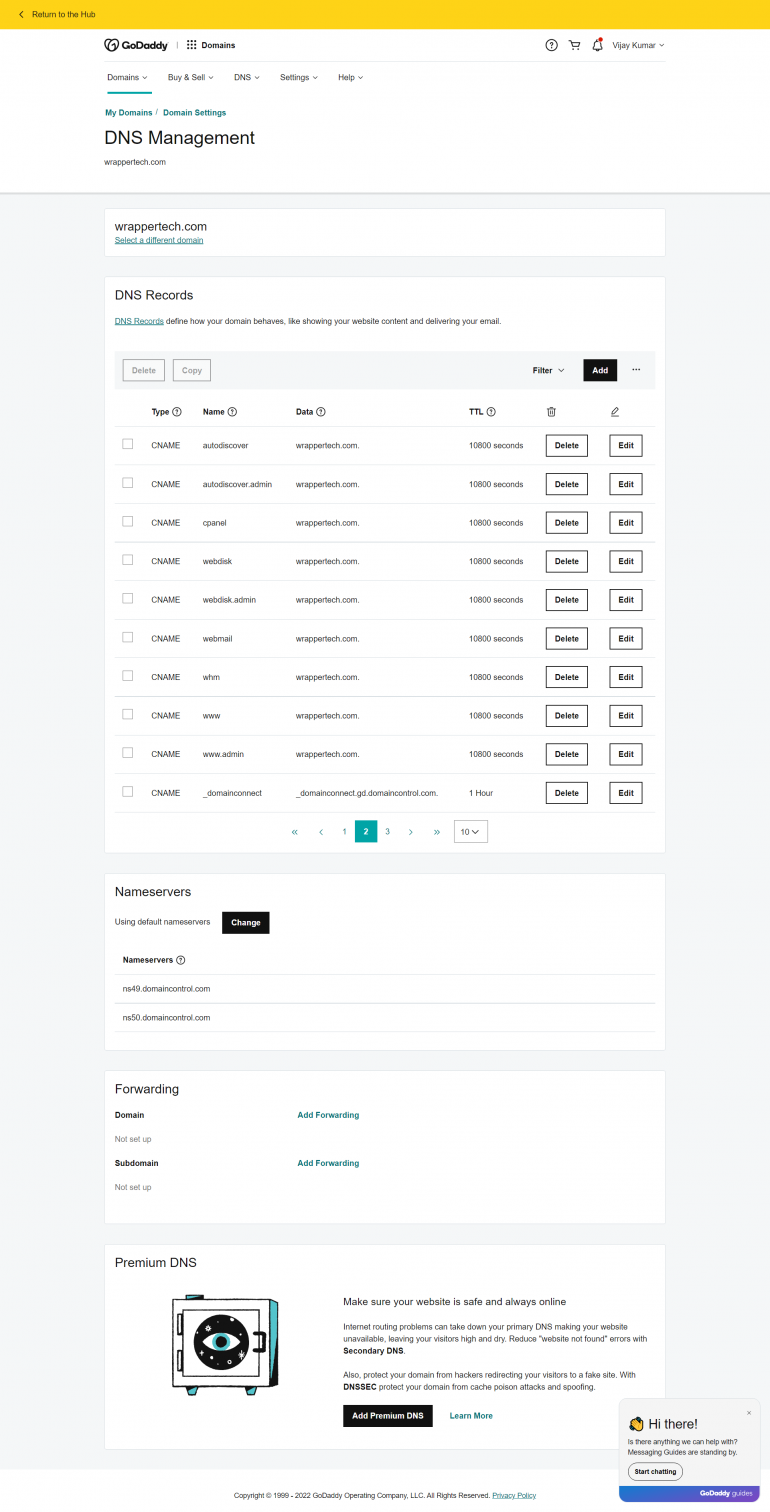 Return to the Hub
GoDaddy | Domains
Vijay Kumar
Domains Buy & Sell DNS Settings Help
My Domains / Domain Settings
DNS Management
wrappertech.com
wrappertech.com
Select a different domain
DNS Records
DNS Records define how your domain behaves, like showing your website content and delivering your email.
Delete Copy Filter Add ...
Type Name Data TTL
CNAME autodiscover wrappertech.com. 10800 seconds Delete Edit
CNAME autodiscover.admin wrappertech.com. 10800 seconds Delete Edit
CNAME cpanel wrappertech.com. 10800 seconds Delete Edit
CNAME webdisk wrappertech.com. 10800 seconds Delete Edit
CNAME webdisk.admin wrappertech.com. 10800 seconds Delete Edit
CNAME webmail wrappertech.com. 10800 seconds Delete Edit
CNAME whm wrappertech.com. 10800 seconds Delete Edit
CNAME www wrappertech.com. 10800 seconds Delete Edit
CNAME www.admin wrappertech.com. 10800 seconds Delete Edit
CNAME _domainconnect _domainconnect.gd.domaincontrol.com. 1 Hour Delete Edit
« ‹ 1 2 3 › » 10
Nameservers
Using default nameservers Change
Nameservers
ns49.domaincontrol.com
ns50.domaincontrol.com
Forwarding
Domain Add Forwarding
Not set up
Subdomain Add Forwarding
Not set up
Premium DNS
Make sure your website is safe and always online
Internet routing problems can take down your primary DNS making your website
unavailable, leaving your visitors high and dry. Reduce "website not found" errors with
Secondary DNS.
Also, protect your domain from hackers redirecting your visitors to a fake site. With
DNSSEC protect your domain from cache poison attacks and spoofing.
Add Premium DNS Learn More
×
Hi there!
Is there anything we can help with?
Messaging Guides are standing by.
Start chatting
GoDaddy guides
Copyright © 1999 - 2022 GoDaddy Operating Company, LLC. All Rights Reserved. Privacy Policy